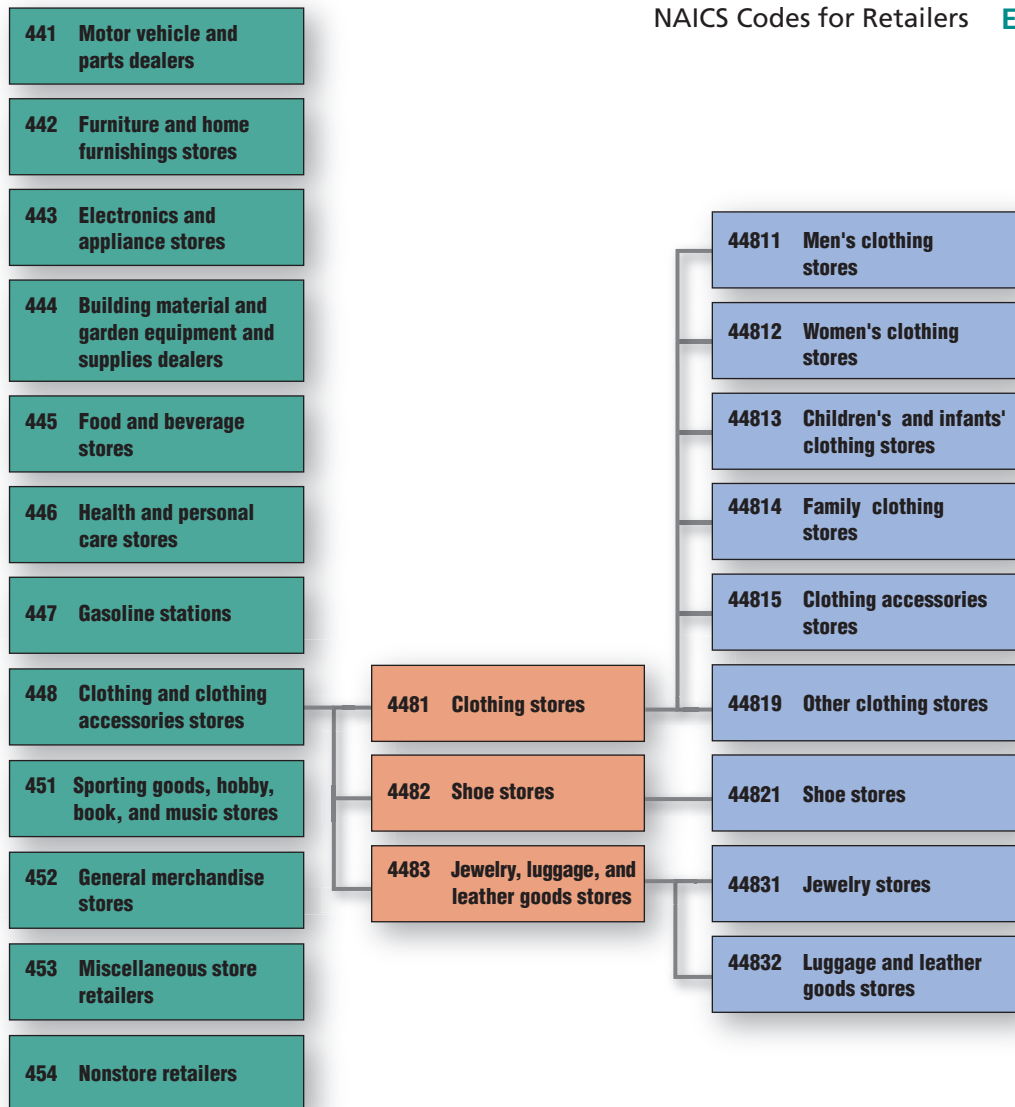 NAICS Codes for Retailers E
441 Motor vehicle and
parts dealers
442 Furniture and home
furnishings stores
443 Electronics and
appliance stores
444 Building material and
garden equipment and
supplies dealers
445 Food and beverage
stores
446 Health and personal
care stores
447 Gasoline stations
448 Clothing and clothing
accessories stores
451 Sporting goods, hobby,
book, and music stores
452 General merchandise
stores
453 Miscellaneous store
retailers
454 Nonstore retailers
4481 Clothing stores
4482 Shoe stores
4483 Jewelry, luggage, and
leather goods stores
44811 Men's clothing
stores
44812 Women's clothing
stores
44813 Children's and infants'
clothing stores
44814 Family clothing
stores
44815 Clothing accessories
stores
44819 Other clothing stores
44821 Shoe stores
44831 Jewelry stores
44832 Luggage and leather
goods stores